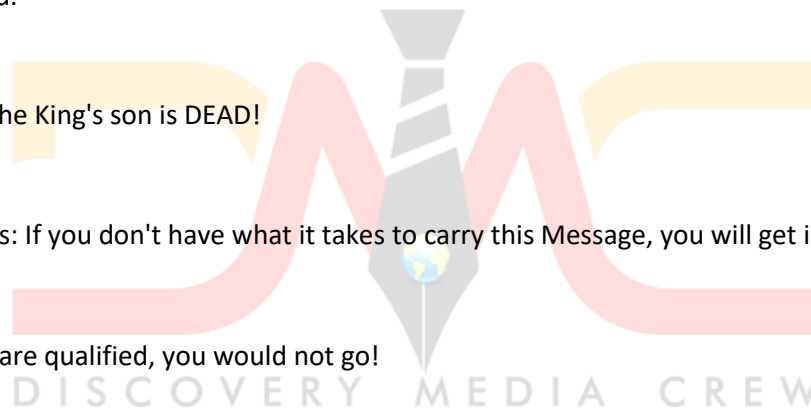 he King's son is DEAD!
s: If you don't have what it takes to carry this Message, you will get i
are qualified, you would not go!
DISCOVERY MEDIA CREW